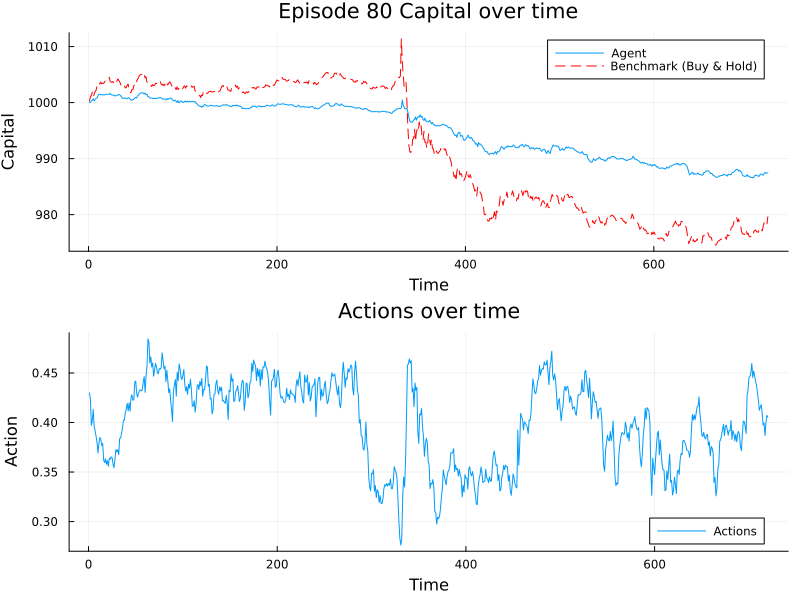 Episode 80 Capital over time
1010
1000
990
980
Capital
Agent
Benchmark (Buy & Hold)
0 200 400 600
Time
Actions over time
0.45
0.40
0.35
0.30
Action
Actions
0 200 400 600
Time